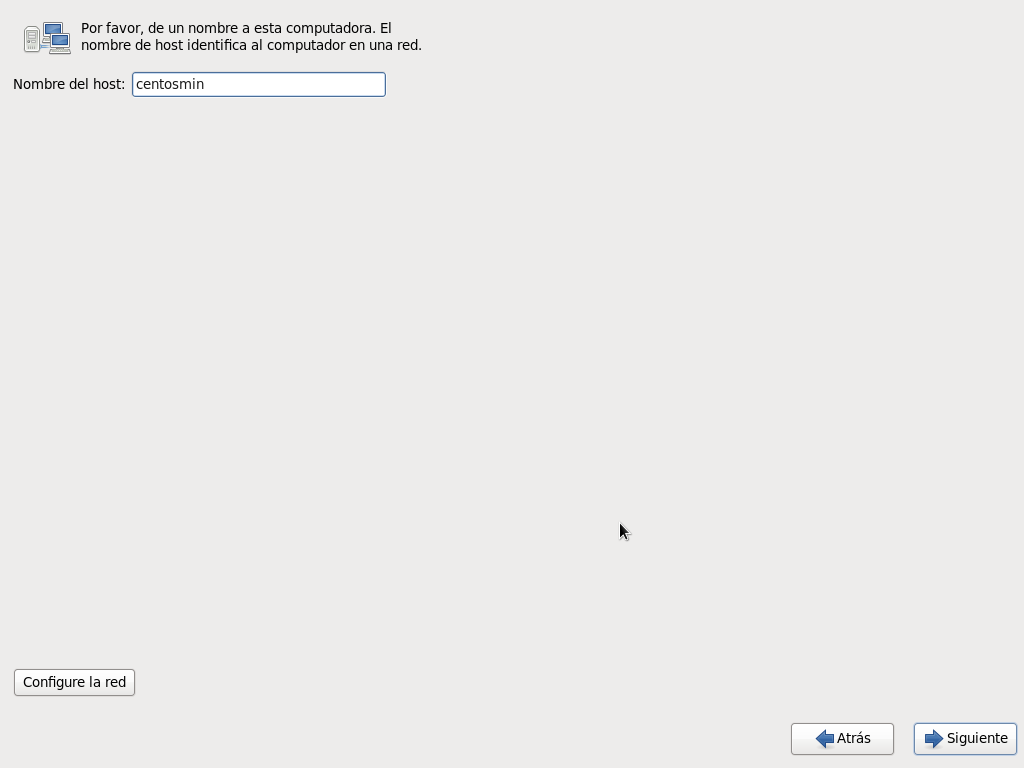 Por favor, de un nombre a esta computadora. El
nombre de host identifica al computador en una red.
Nombre del host: centosmin
Configure la red
Atrás
Siguiente